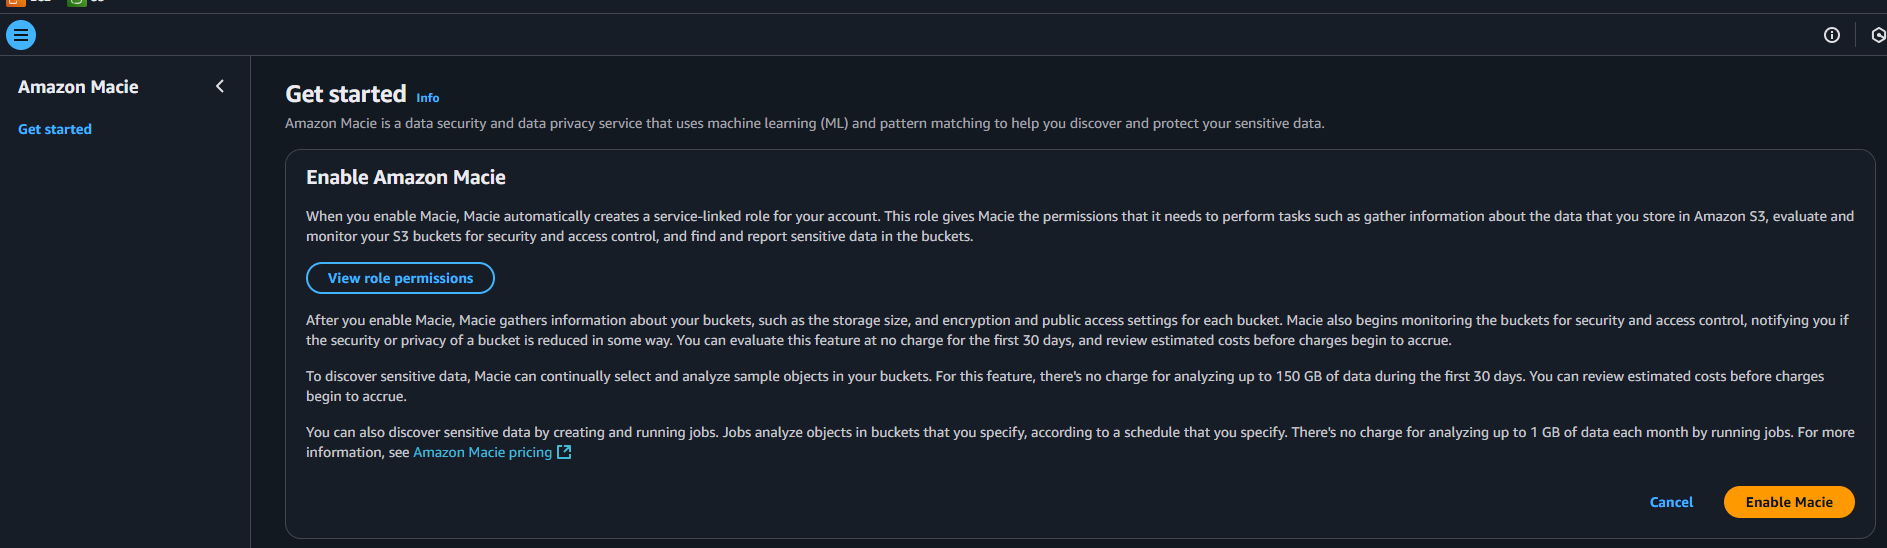 Amazon Macie
Get started
Get started Info
Amazon Macie is a data security and data privacy service that uses machine learning (ML) and pattern matching to help you discover and protect your sensitive data.
Enable Amazon Macie
When you enable Macie, Macie automatically creates a service-linked role for your account. This role gives Macie the permissions that it needs to perform tasks such as gather information about the data that you store in Amazon S3, evaluate and
monitor your S3 buckets for security and access control, and find and report sensitive data in the buckets.
View role permissions
After you enable Macie, Macie gathers information about your buckets, such as the storage size, and encryption and public access settings for each bucket. Macie also begins monitoring the buckets for security and access control, notifying you if
the security or privacy of a bucket is reduced in some way. You can evaluate this feature at no charge for the first 30 days, and review estimated costs before charges begin to accrue.
To discover sensitive data, Macie can continually select and analyze sample objects in your buckets. For this feature, there's no charge for analyzing up to 150 GB of data during the first 30 days. You can review estimated costs before charges
begin to accrue.
You can also discover sensitive data by creating and running jobs. Jobs analyze objects in buckets that you specify, according to a schedule that you specify. There's no charge for analyzing up to 1 GB of data each month by running jobs. For more
information, see Amazon Macie pricing
Cancel
Enable Macie